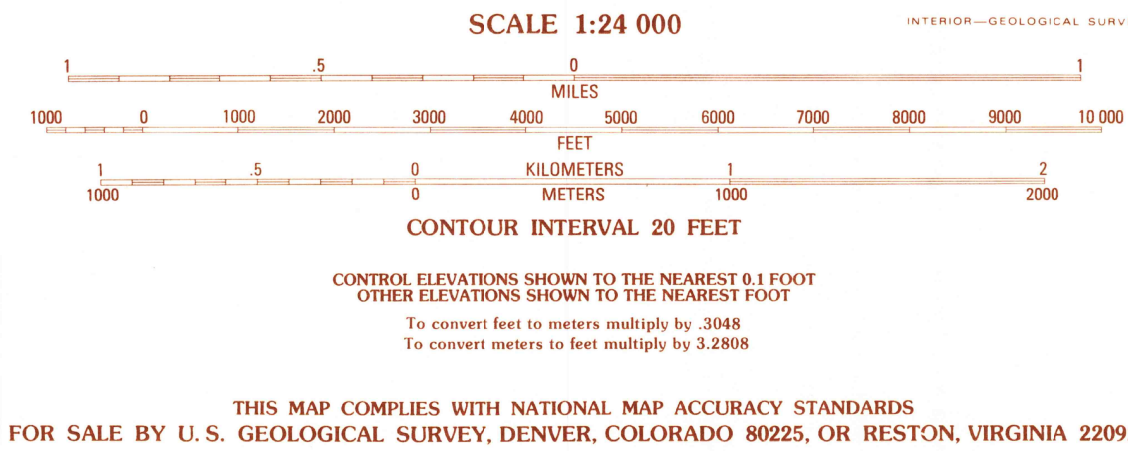 SCALE 1:24 000
INTERIOR—GEOLOGICAL SURV
1 .5 0 1
MILES
1000 0 1000 2000 3000 4000 5000 6000 7000 8000 9000 10 000
FEET
1 .5 0 KILOMETERS 1 2
1000 0 METERS 1000 2000
CONTOUR INTERVAL 20 FEET
CONTROL ELEVATIONS SHOWN TO THE NEAREST 0.1 FOOT
OTHER ELEVATIONS SHOWN TO THE NEAREST FOOT
To convert feet to meters multiply by .3048
To convert meters to feet multiply by 3.2808
THIS MAP COMPLIES WITH NATIONAL MAP ACCURACY STANDARDS
FOR SALE BY U. S. GEOLOGICAL SURVEY, DENVER, COLORADO 80225, OR RESTON, VIRGINIA 2209